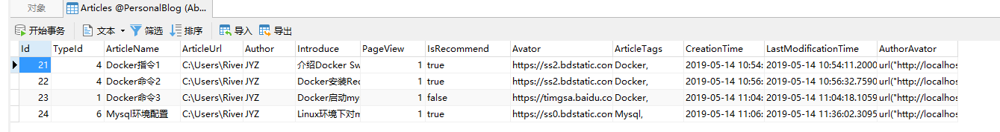 对象 Articles @PersonalBlog (Ab...
开始事务 文本 筛选 排序 导入 导出
Id TypeId ArticleName ArticleUrl Author Introduce PageView IsRecommend Avator ArticleTags CreationTime LastModificationTime AuthorAvator
21 4 Docker指令1 C:\Users\River JYZ 介绍Docker Sw 1 true https://ss2.bdstatic.com Docker, 2019-05-14 10:54: 2019-05-14 10:54:11.2000 url("http://localhos
22 4 Docker命令2 C:\Users\River JYZ Docker安装Rec 1 true https://ss2.bdstatic.com Docker, 2019-05-14 10:56: 2019-05-14 10:56:32.7590 url("http://localhos
23 1 Docker命令3 C:\Users\River JYZ Docker启动my 1 false https://timgsa.baidu.co Docker, 2019-05-14 11:04: 2019-05-14 11:04:18.1059 url("http://localhos
24 6 Mysql环境配置 C:\Users\River JYZ Linux环境下对m 1 true https://ss0.bdstatic.com Mysql, 2019-05-14 11:06: 2019-05-14 11:36:02.3095 url("http://localhos